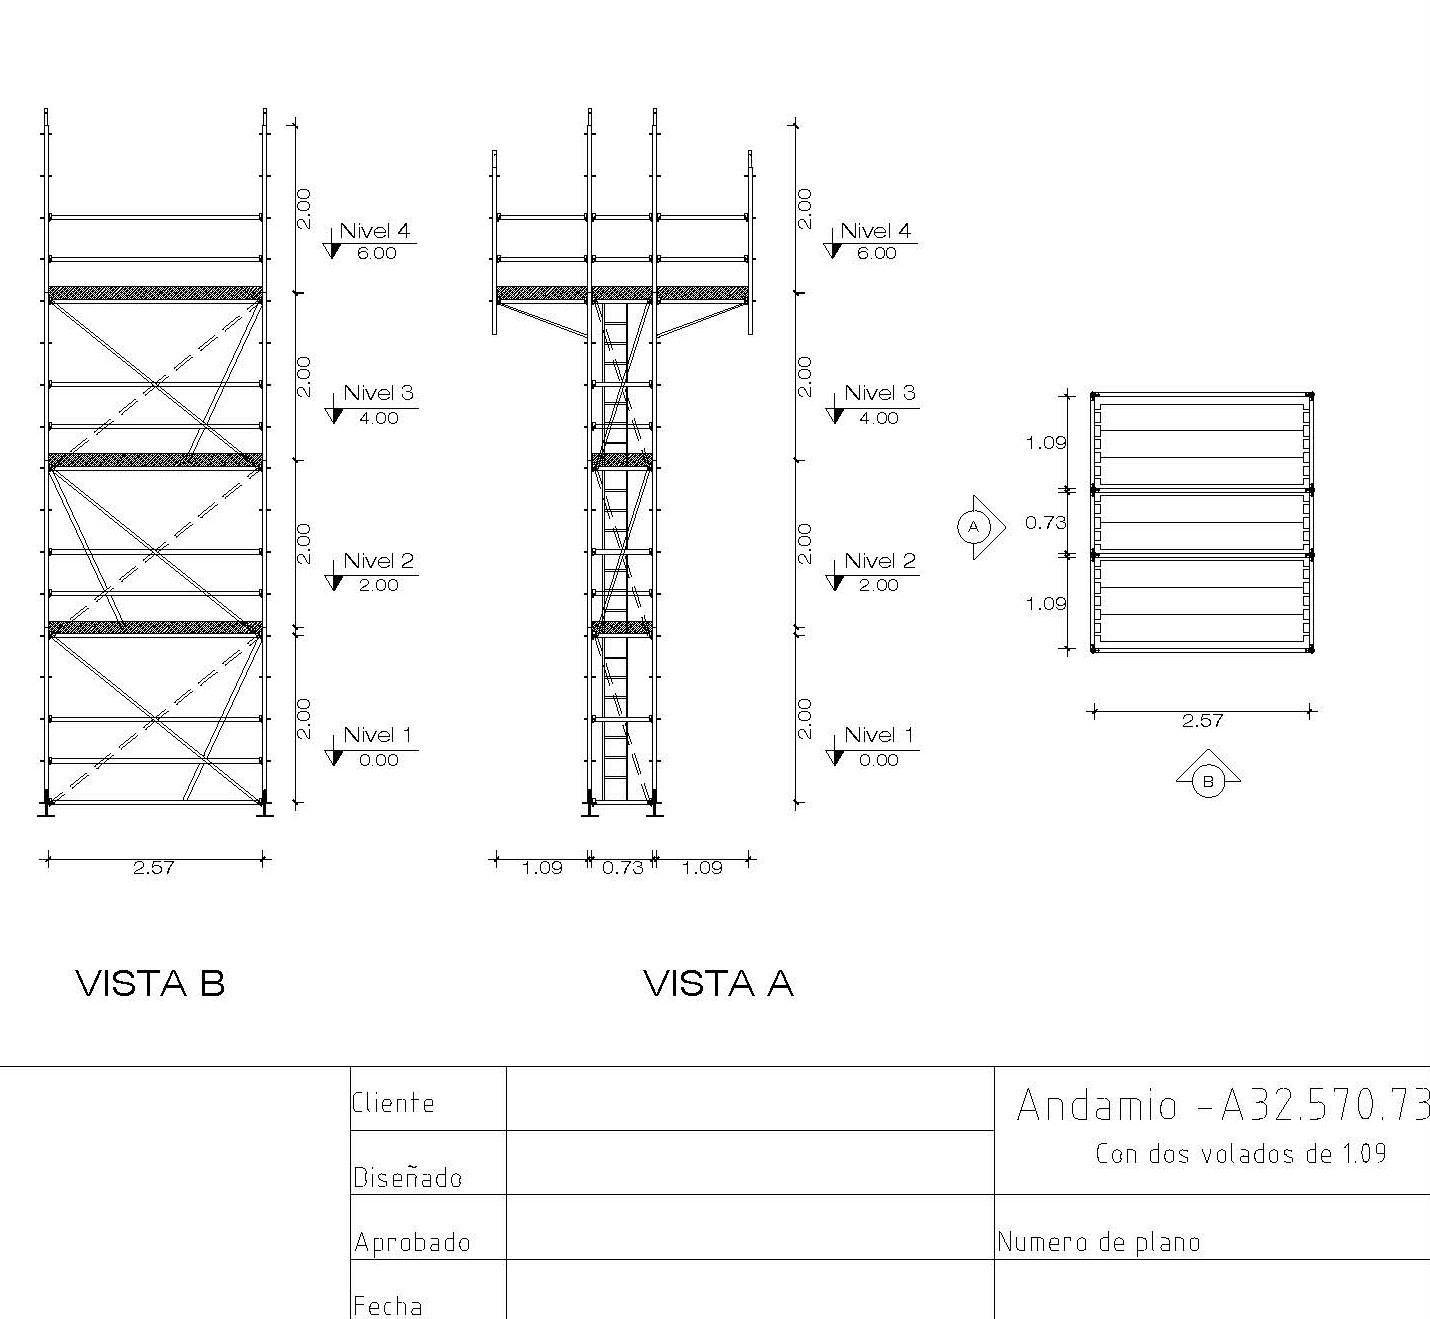 2.00
Nivel 4
6.00
2.00
Nivel 3
4.00
2.00
Nivel 2
2.00
2.00
Nivel 1
0.00
2.57
VISTA B
2.00
Nivel 4
6.00
2.00
Nivel 3
4.00
2.00
Nivel 2
2.00
2.00
Nivel 1
0.00
1.09 0.73 1.09
VISTA A
1.09
0.73
1.09
A
2.57
B
Cliente
Diseñado
Aprobado
Fecha
Andamio -A32.570.73
Con dos volados de 1.09
Numero de plano